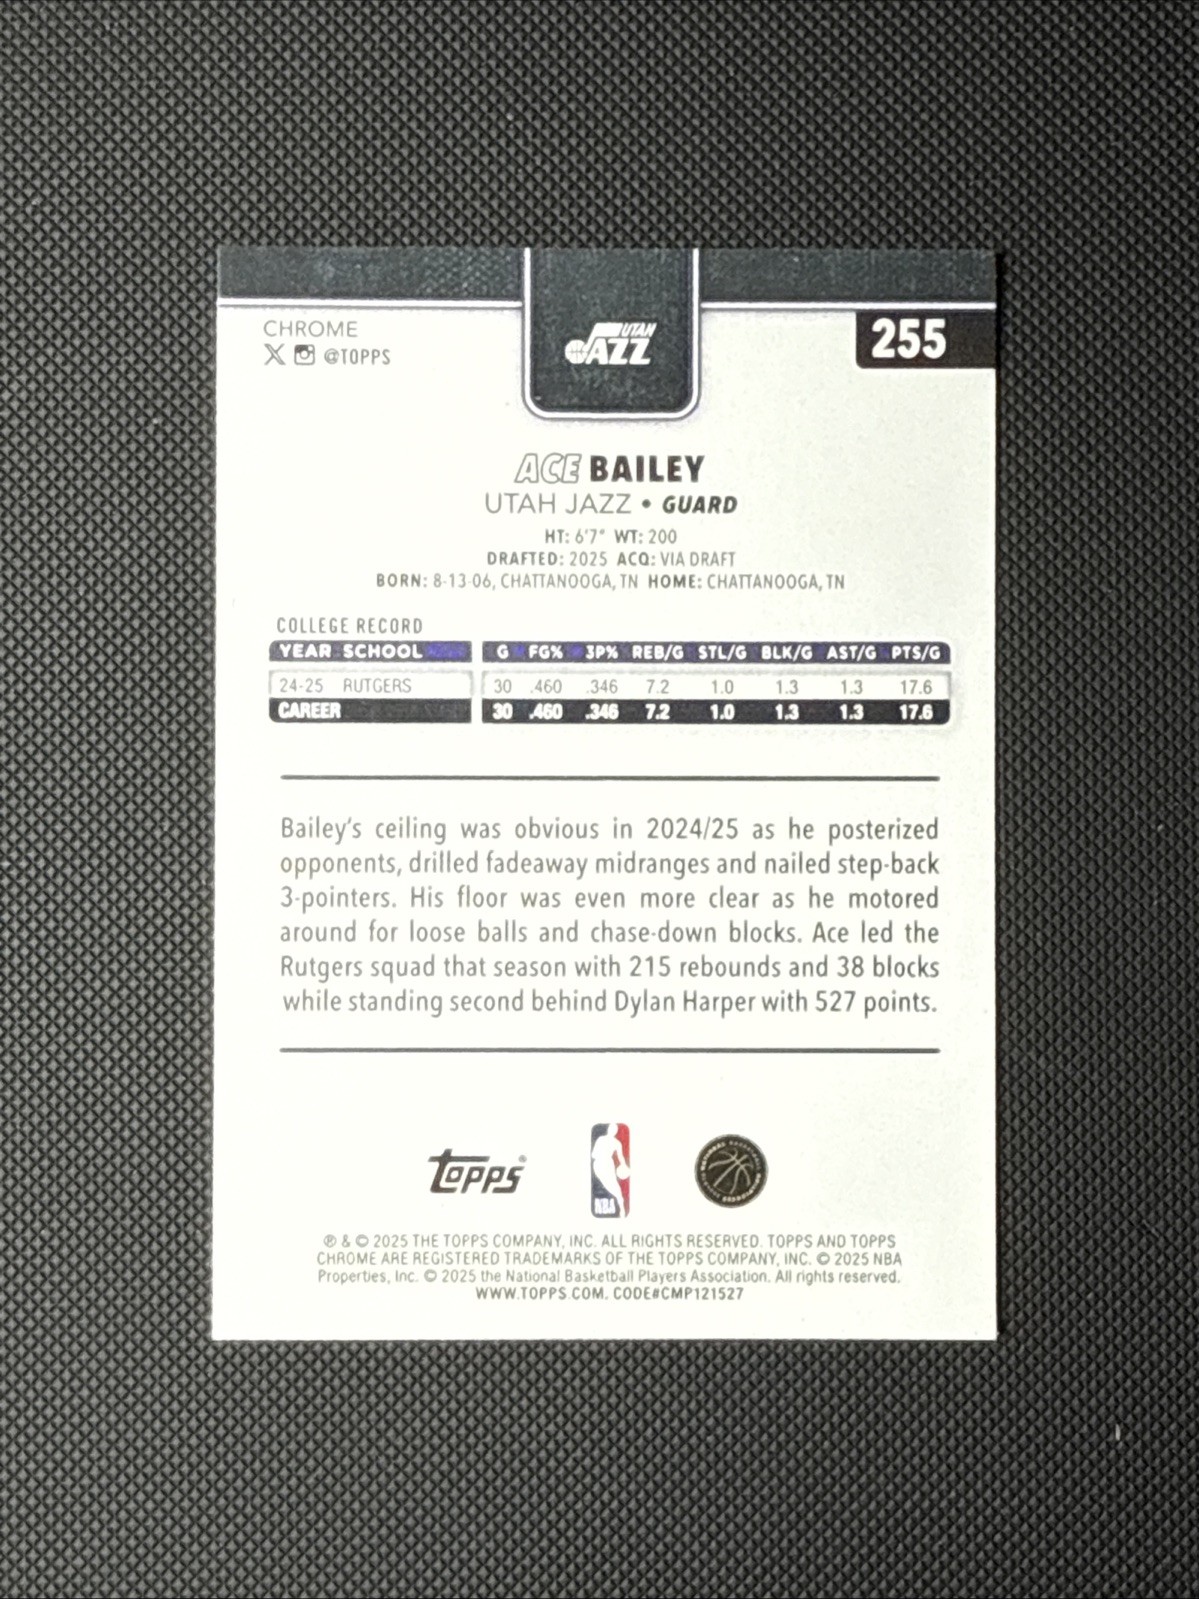 CHROME
@TOPPS
UTAH
JAZZ
255
ACE BAILEY
UTAH JAZZ • GUARD
HT: 6'7" WT: 200
DRAFTED: 2025 ACQ: VIA DRAFT
BORN: 8-13-06, CHATTANOOGA, TN HOME: CHATTANOOGA, TN
COLLEGE RECORD
YEAR SCHOOL G FG% 3P% REB/G STL/G BLK/G AST/G PTS/G
24-25 RUTGERS 30 .460 .346 7.2 1.0 1.3 1.3 17.6
CAREER 30 .460 .346 7.2 1.0 1.3 1.3 17.6
Bailey's ceiling was obvious in 2024/25 as he posterized
opponents, drilled fadeaway midranges and nailed step-back
3-pointers. His floor was even more clear as he motored
around for loose balls and chase-down blocks. Ace led the
Rutgers squad that season with 215 rebounds and 38 blocks
while standing second behind Dylan Harper with 527 points.
topps®
NBA
® & © 2025 THE TOPPS COMPANY, INC. ALL RIGHTS RESERVED. TOPPS AND TOPPS
CHROME ARE REGISTERED TRADEMARKS OF THE TOPPS COMPANY, INC. © 2025 NBA
Properties, Inc. © 2025 the National Basketball Players Association. All rights reserved.
WWW.TOPPS.COM. CODE#CMP121527